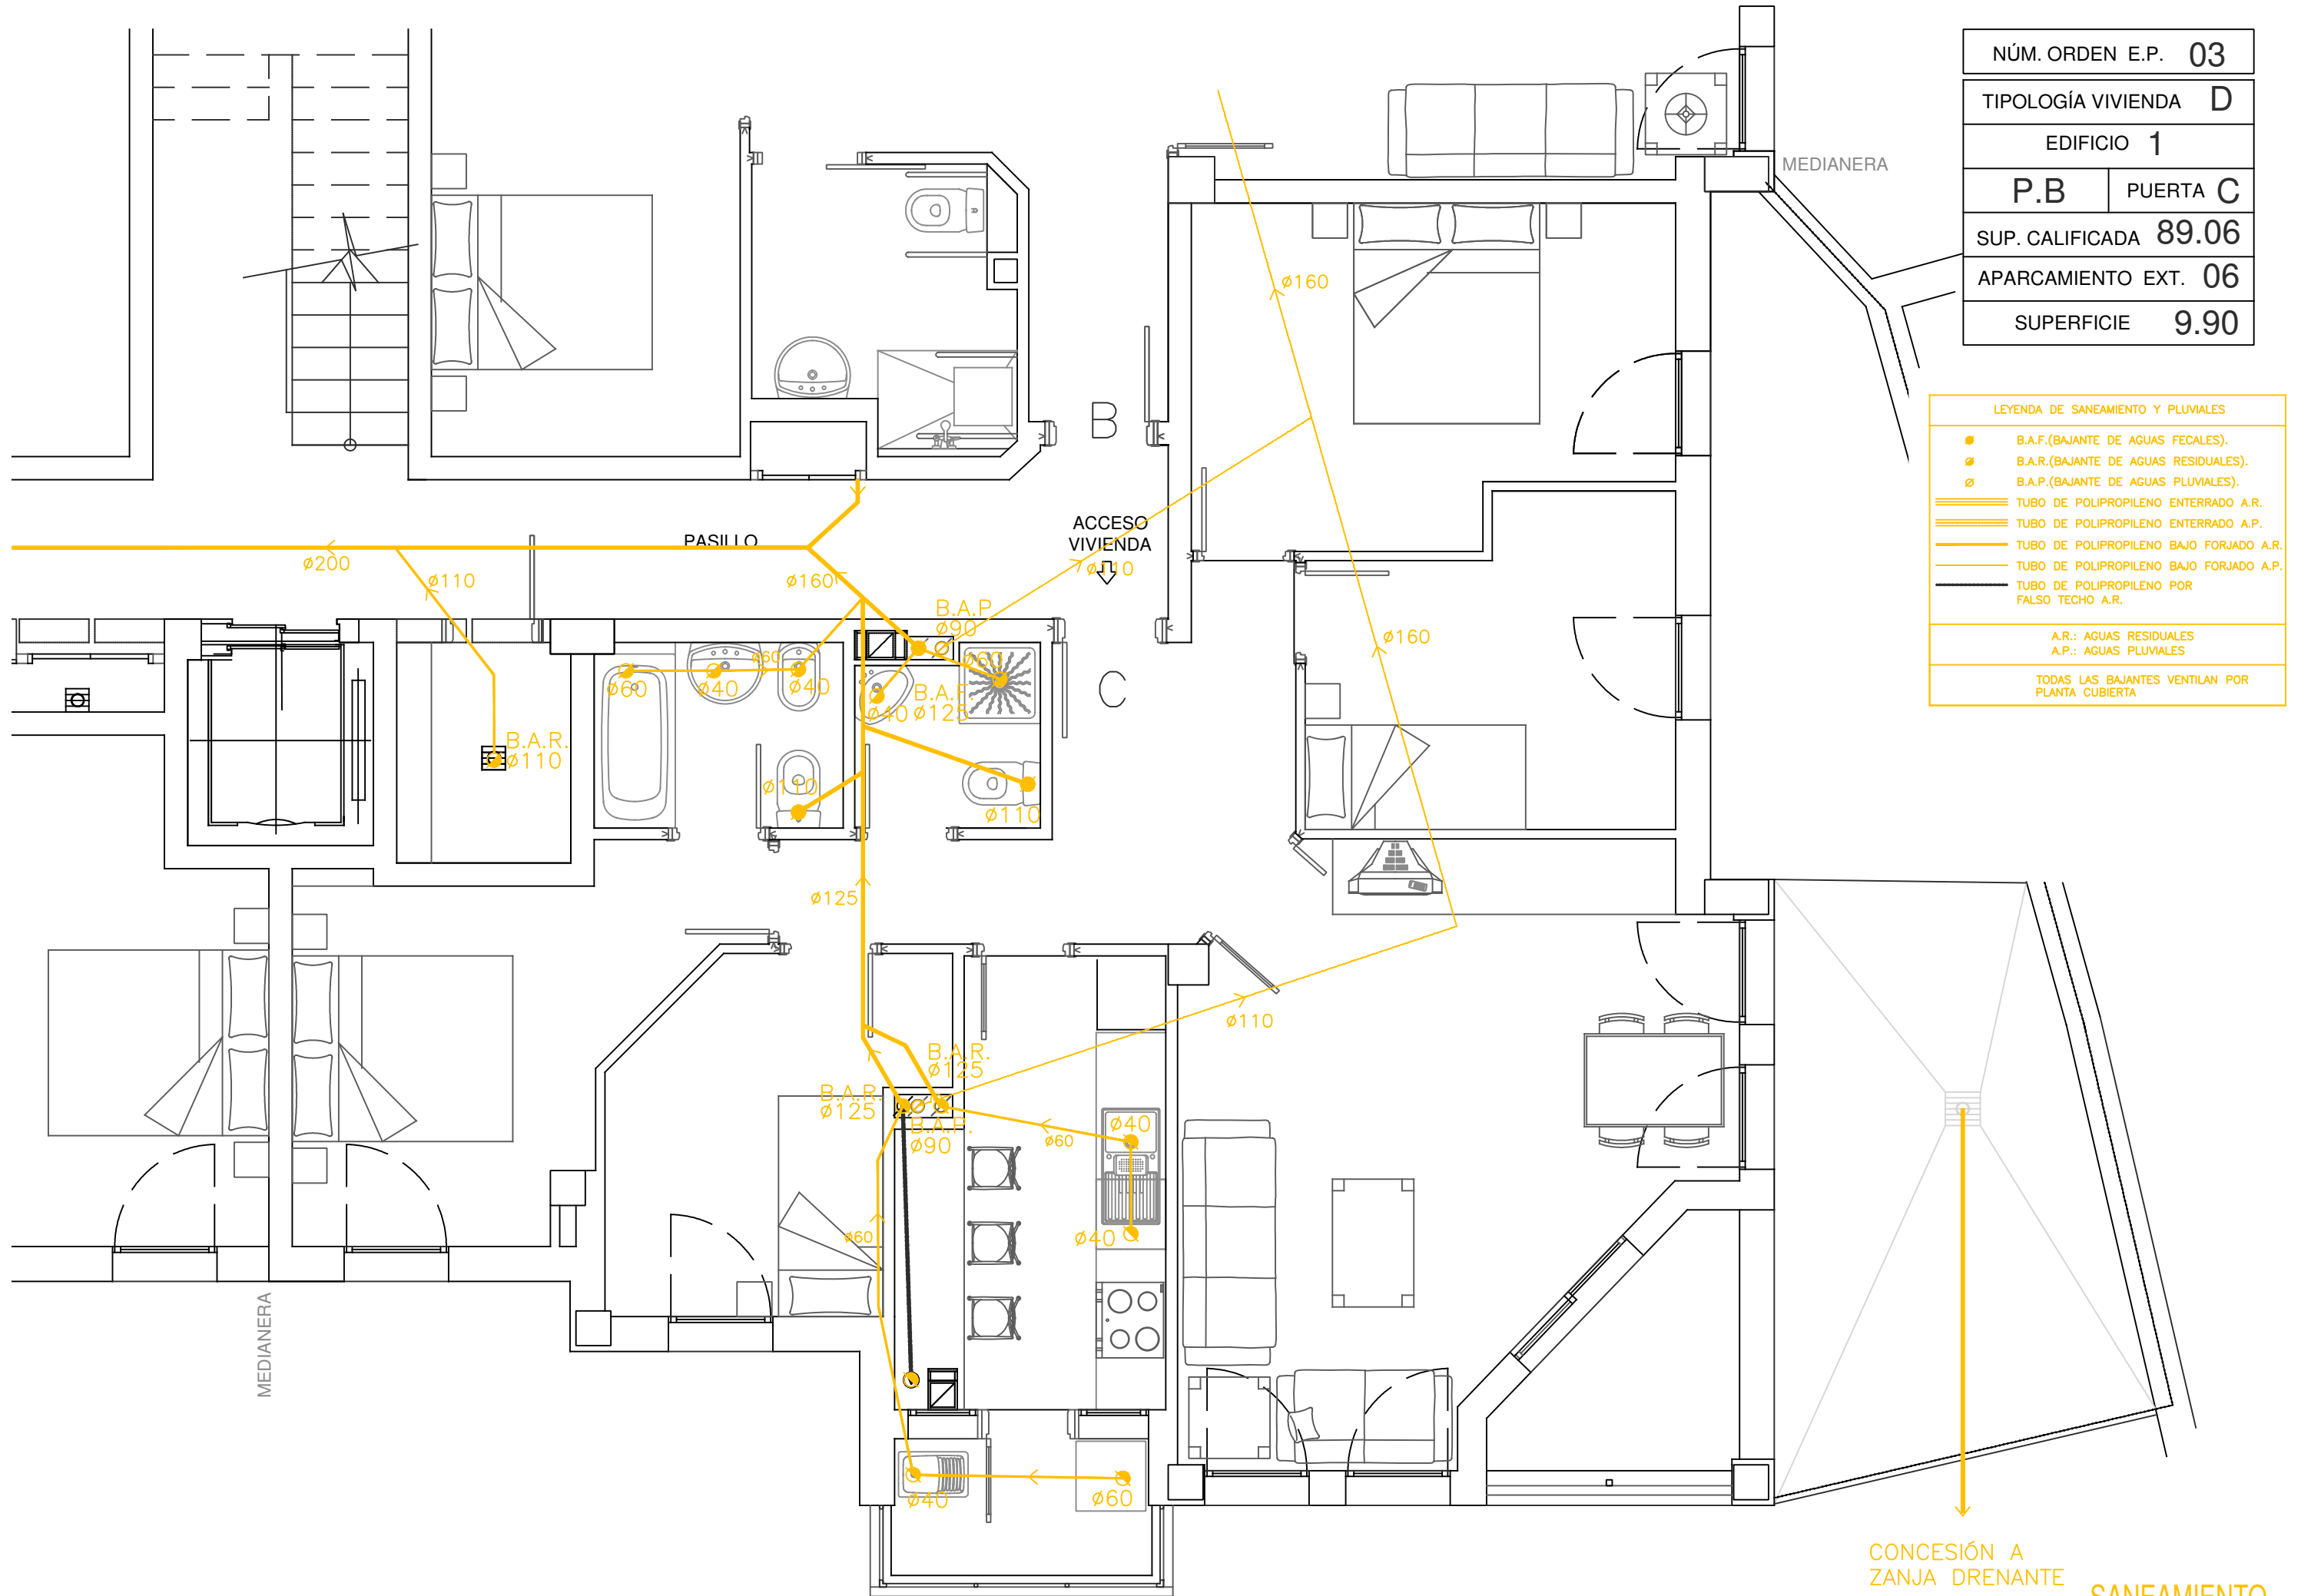 NÚM. ORDEN E.P. 03
TIPOLOGÍA VIVIENDA D
EDIFICIO 1
P.B PUERTA C
SUP. CALIFICADA 89.06
APARCAMIENTO EXT. 06
SUPERFICIE 9.90
MEDIANERA
LEYENDA DE SANEAMIENTO Y PLUVIALES
B.A.F.(BAJANTE DE AGUAS FECALES).
B.A.R.(BAJANTE DE AGUAS RESIDUALES).
B.A.P.(BAJANTE DE AGUAS PLUVIALES).
TUBO DE POLIPROPILENO ENTERRADO A.R.
TUBO DE POLIPROPILENO ENTERRADO A.P.
TUBO DE POLIPROPILENO BAJO FORJADO A.R.
TUBO DE POLIPROPILENO BAJO FORJADO A.P.
TUBO DE POLIPROPILENO POR
FALSO TECHO A.R.
A.R.: AGUAS RESIDUALES
A.P.: AGUAS PLUVIALES
TODAS LAS BAJANTES VENTILAN POR
PLANTA CUBIERTA
ø160
B
ACCESO
VIVIENDA
ø110
PASILLO
ø200
ø110
ø160
B.A.P.
ø90
ø160
ø60
ø60
ø60
ø40
ø40
C
B.A.F.
ø40 ø125
B.A.R.
ø110
ø110
ø110
ø125
ø110
B.A.R.
ø125
B.A.R.
ø125
B.A.P.
ø90
ø60
ø40
ø40
ø60
ø40
ø60
MEDIANERA
CONCESIÓN A
ZANJA DRENANTE
SANEAMIENTO